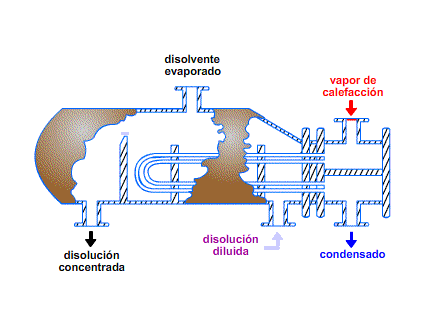 disolvente
evaporado
vapor de
calefacción
disolución
concentrada
disolución
diluida
condensado